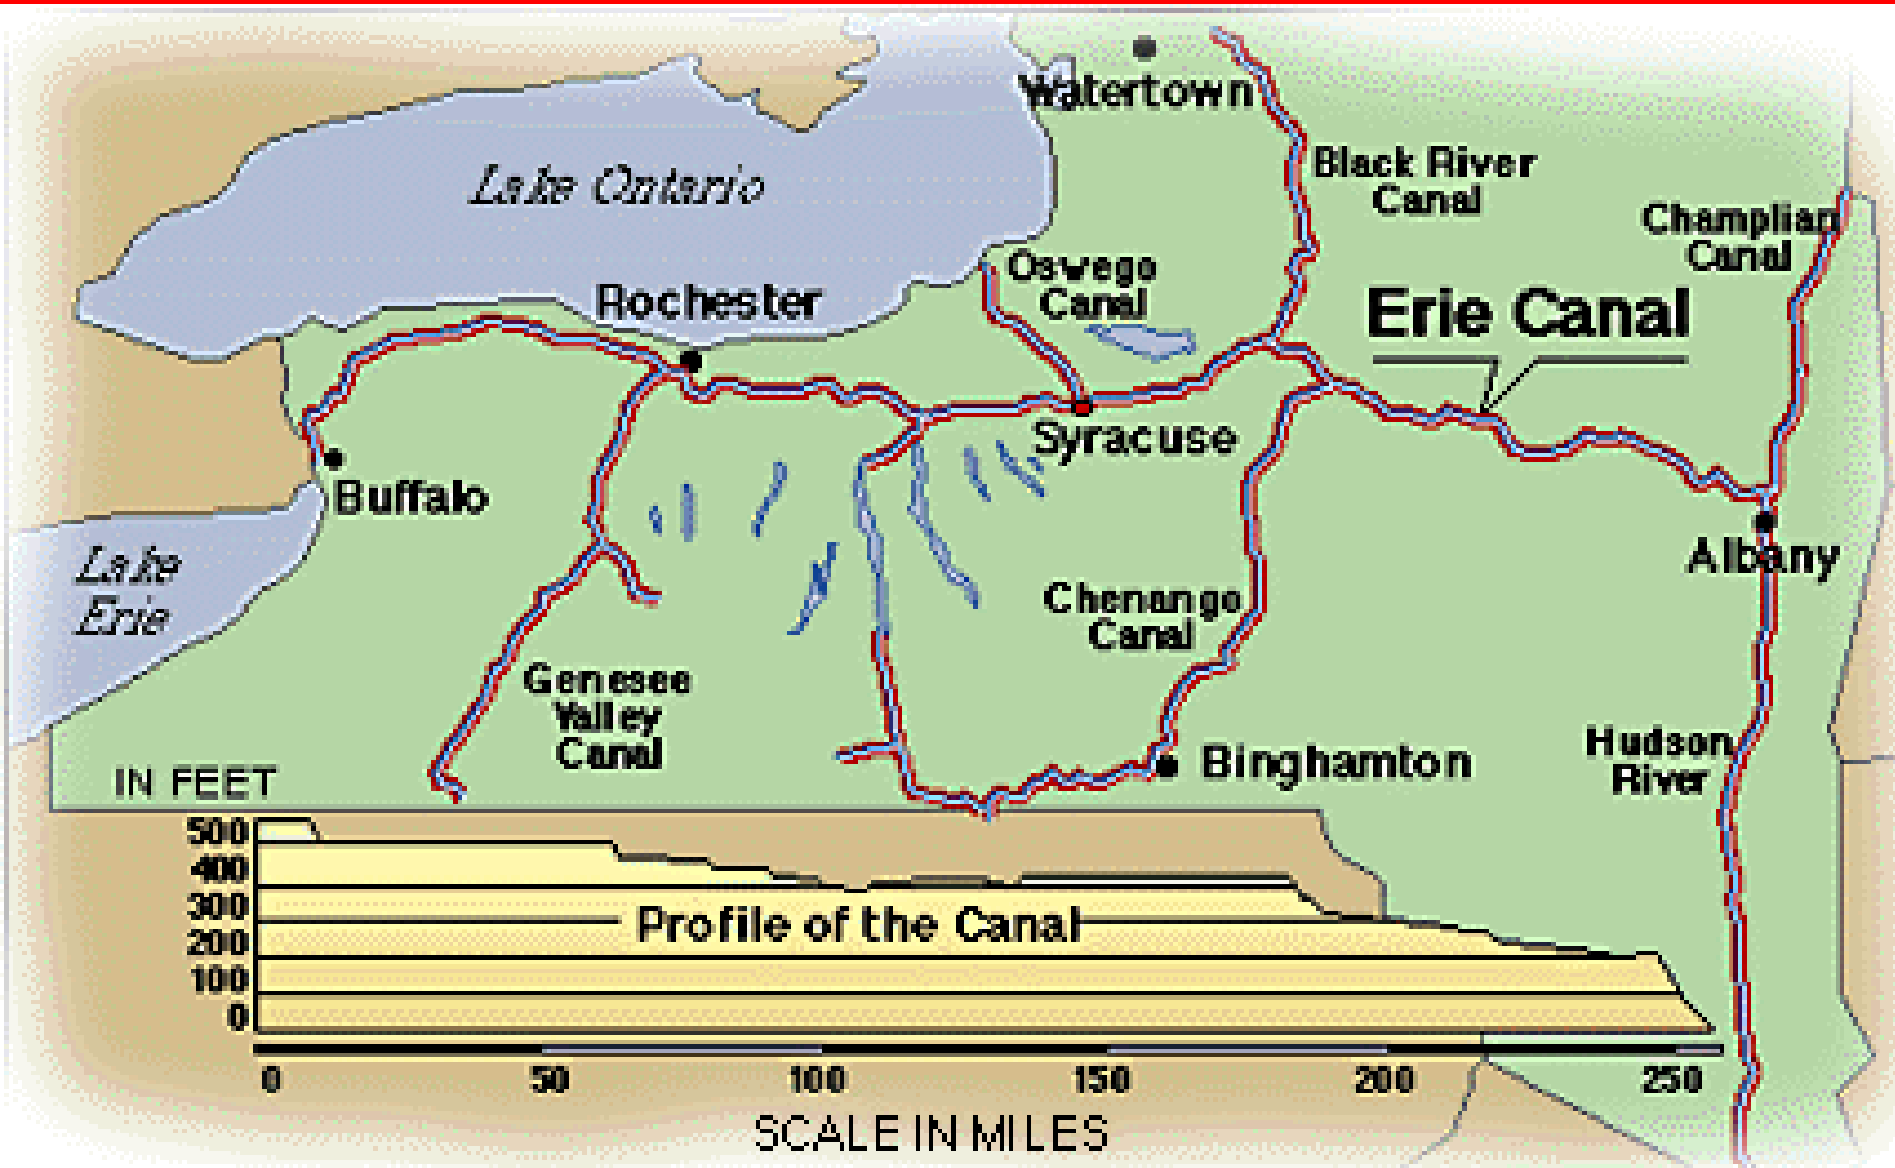 Watertown
Lake Ontario
Black River
Canal
Champlian
Canal
Oswego
Canal
Rochester
Erie Canal
Syracuse
Buffalo
Lake
Erie
Albany
Chenango
Canal
Genesee
Valley
Canal
Hudson
River
Binghamton
IN FEET
500
400
300
200
100
0
Profile of the Canal
0 50 100 150 200 250
SCALE IN MILES